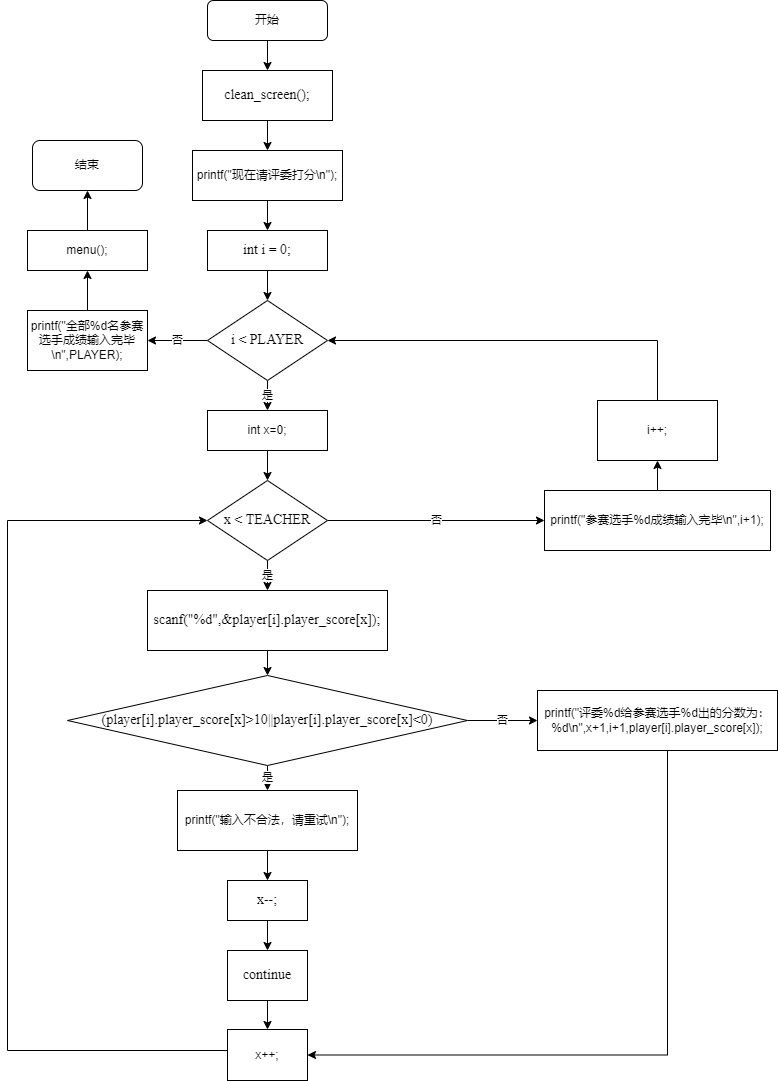 开始
clean_screen();
printf("现在请评委打分\n");
结束
menu();
int i = 0;
printf("全部%d名参赛
选手成绩输入完毕
\n",PLAYER);
否
i < PLAYER
是
int x=0;
i++;
x < TEACHER
否
printf("参赛选手%d成绩输入完毕\n",i+1);
是
scanf("%d",&player[i].player_score[x]);
(player[i].player_score[x]>10||player[i].player_score[x]<0)
否
printf("评委%d给参赛选手%d出的分数为：
%d\n",x+1,i+1,player[i].player_score[x]);
是
printf("输入不合法，请重试\n");
x--;
continue
x++;